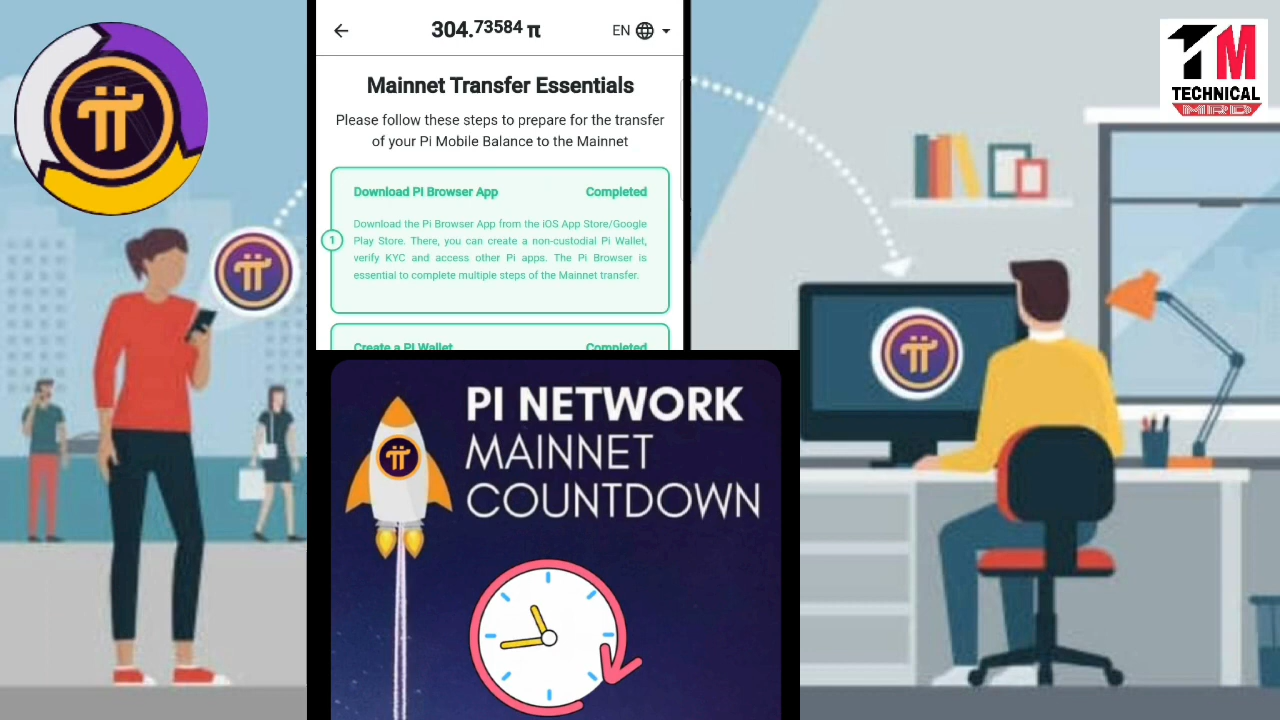 304.73584 π
EN
Mainnet Transfer Essentials
Please follow these steps to prepare for the transfer
of your Pi Mobile Balance to the Mainnet
Download PI Browser App Completed
1
Download the Pi Browser App from the iOS App Store/Google
Play Store. There, you can create a non-custodial Pi Wallet,
verify KYC and access other Pi apps. The Pi Browser is
essential to complete multiple steps of the Mainnet transfer.
Create a PI Wallet Completed
PI NETWORK
MAINNET
COUNTDOWN
TM
TECHNICAL
MRD